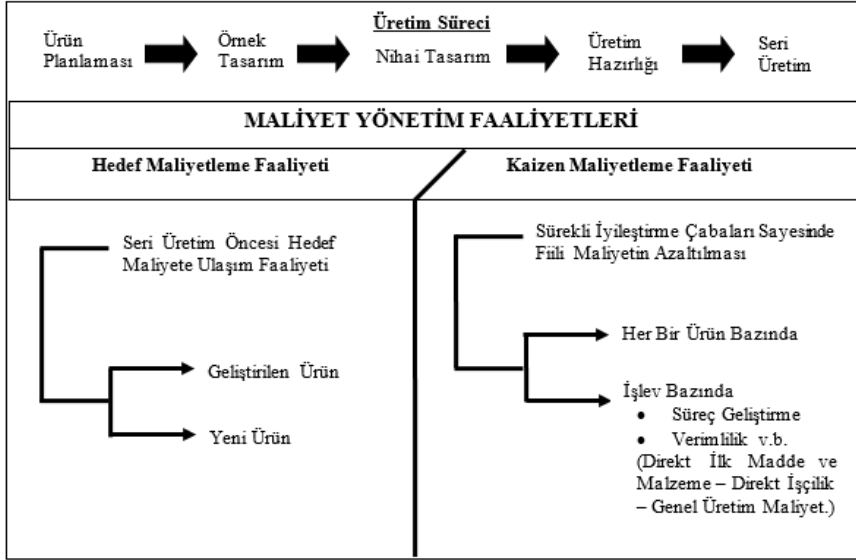 Üretim Süreci
Ürün
Planlaması
Örnek
Tasarım
Nihai Tasarım
Üretim
Hazırlığı
Seri
Üretim
MALİYET YÖNETİM FAALİYETLERİ
Hedef Maliyetleme Faaliyeti
Kaizen Maliyetleme Faaliyeti
Seri Üretim Öncesi Hedef
Maliyete Ulaşım Faaliyeti
Geliştirilen Ürün
Yeni Ürün
Sürekli İyileştirme Çabaları Sayesinde
Fiili Maliyetin Azaltılması
Her Bir Ürün Bazında
İşlev Bazında
• Süreç Geliştirme
• Verimlilik v.b.
(Direkt İlk Madde ve
Malzeme – Direkt İşçilik
– Genel Üretim Maliyet.)